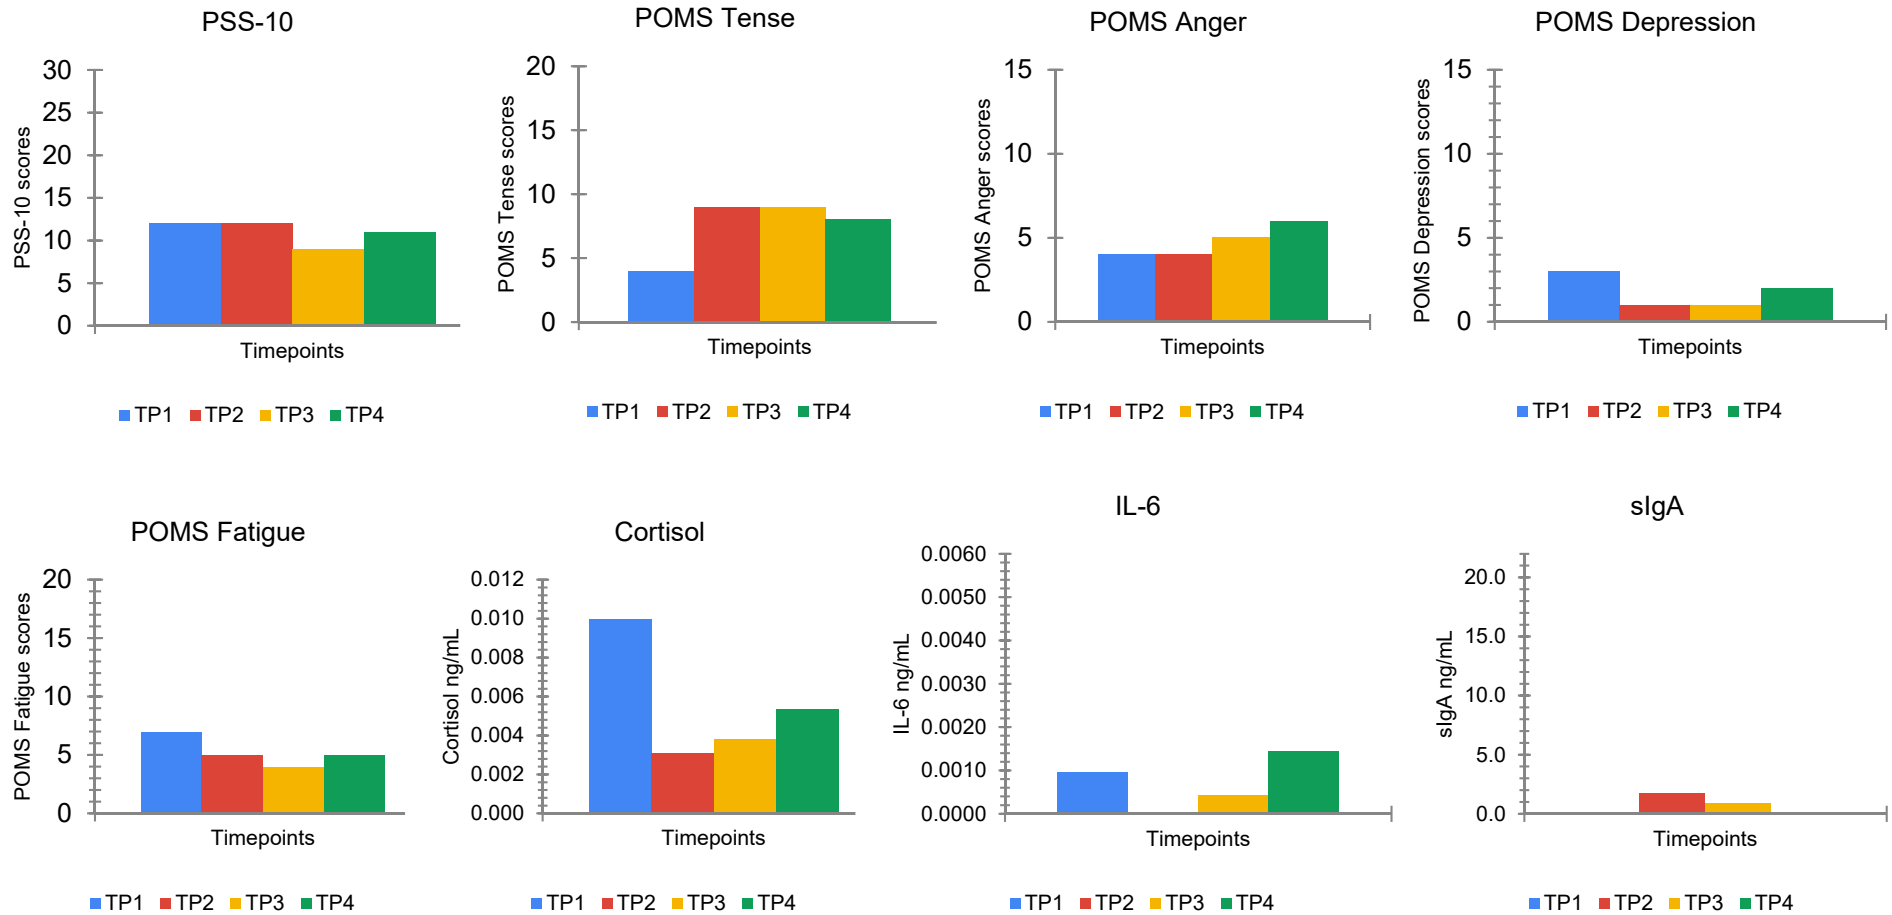 PSS-10
PSS-10 scores
30
25
20
15
10
5
0
Timepoints
TP1 TP2 TP3 TP4
POMS Tense
POMS Tense scores
20
15
10
5
0
Timepoints
TP1 TP2 TP3 TP4
POMS Anger
POMS Anger scores
15
10
5
0
Timepoints
TP1 TP2 TP3 TP4
POMS Depression
POMS Depression scores
15
10
5
0
Timepoints
TP1 TP2 TP3 TP4
POMS Fatigue
POMS Fatigue scores
20
15
10
5
0
Timepoints
TP1 TP2 TP3 TP4
Cortisol
Cortisol ng/mL
0.012
0.010
0.008
0.006
0.004
0.002
0.000
Timepoints
TP1 TP2 TP3 TP4
IL-6
IL-6 ng/mL
0.0060
0.0050
0.0040
0.0030
0.0020
0.0010
0.0000
Timepoints
TP1 TP2 TP3 TP4
sIgA
sIgA ng/mL
20.0
15.0
10.0
5.0
0.0
Timepoints
TP1 TP2 TP3 TP4